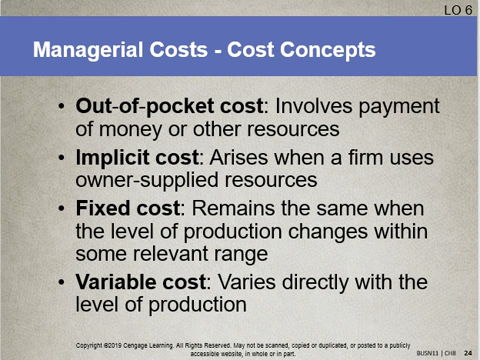 LO 6
Managerial Costs - Cost Concepts
• Out-of-pocket cost: Involves payment
of money or other resources
• Implicit cost: Arises when a firm uses
owner-supplied resources
• Fixed cost: Remains the same when
the level of production changes within
some relevant range
• Variable cost: Varies directly with the
level of production
Copyright ©2019 Cengage Learning. All Rights Reserved. May not be scanned, copied or duplicated, or posted to a publicly
accessible website, in whole or in part.
BUSN11 | CH8 24